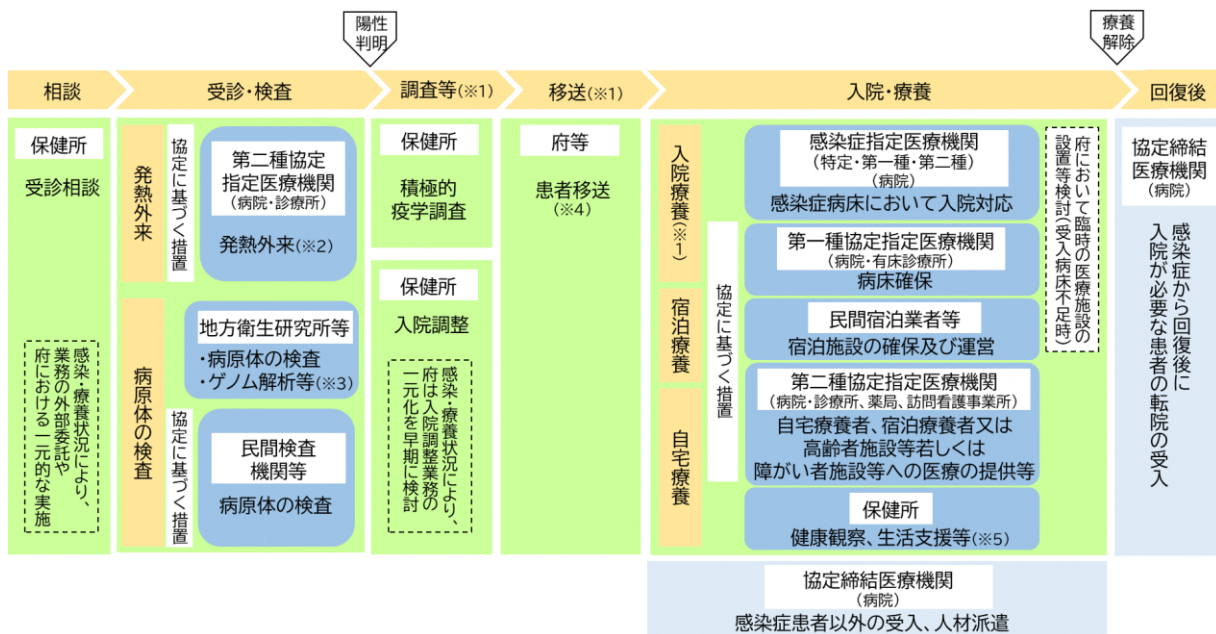 陽性
判明
療養
解除
相談
受診・検査
調査等(※1)
移送(※1)
入院・療養
回復後
保健所
受診相談
感染・療養状況により、
業務の外部委託や
府における一元的な実施
発熱外来
協定に基づく措置
第二種協定
指定医療機関
(病院・診療所)
発熱外来(※2)
病原体の検査
地方衛生研究所等
・病原体の検査
・ゲノム解析等(※3)
協定に基づく措置
民間検査
機関等
病原体の検査
保健所
積極的
疫学調査
保健所
入院調整
感染・療養状況により、
府は入院調整業務の
一元化を早期に検討
府等
患者移送
(※4)
入院療養(※1)
宿泊療養
自宅療養
協定に基づく措置
感染症指定医療機関
(特定・第一種・第二種)
(病院)
感染症病床において入院対応
第一種協定指定医療機関
(病院・有床診療所)
病床確保
民間宿泊業者等
宿泊施設の確保及び運営
第二種協定指定医療機関
(病院・診療所、薬局、訪問看護事業所)
自宅療養者、宿泊療養者又は
高齢者施設等若しくは
障がい者施設等への医療の提供等
保健所
健康観察、生活支援等(※5)
府において臨時の医療施設の
設置等検討(受入病床不足時)
協定締結医療機関
(病院)
感染症患者以外の受入、人材派遣
協定締結
医療機関
(病院)
感染症から回復後に
入院が必要な患者の転院の受入